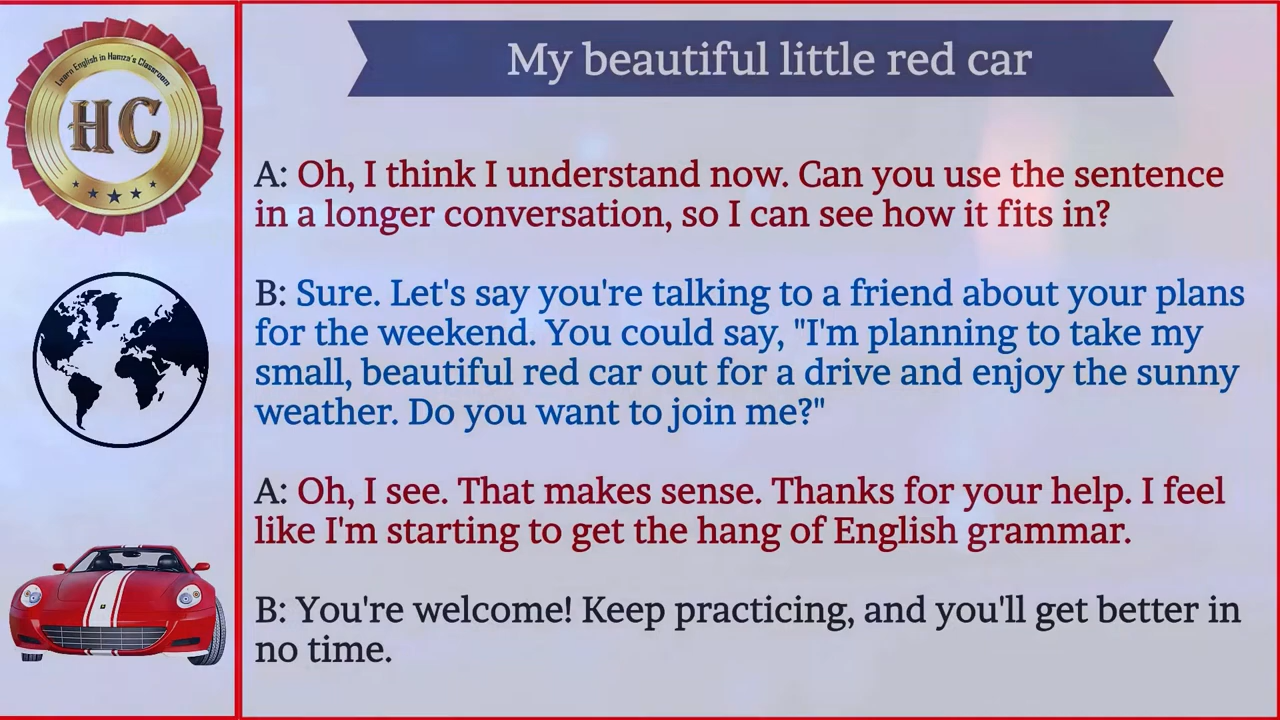 Learn English in Hamza's Classroom
HC
My beautiful little red car
A: Oh, I think I understand now. Can you use the sentence
in a longer conversation, so I can see how it fits in?
B: Sure. Let's say you're talking to a friend about your plans
for the weekend. You could say, "I'm planning to take my
small, beautiful red car out for a drive and enjoy the sunny
weather. Do you want to join me?"
A: Oh, I see. That makes sense. Thanks for your help. I feel
like I'm starting to get the hang of English grammar.
B: You're welcome! Keep practicing, and you'll get better in
no time.